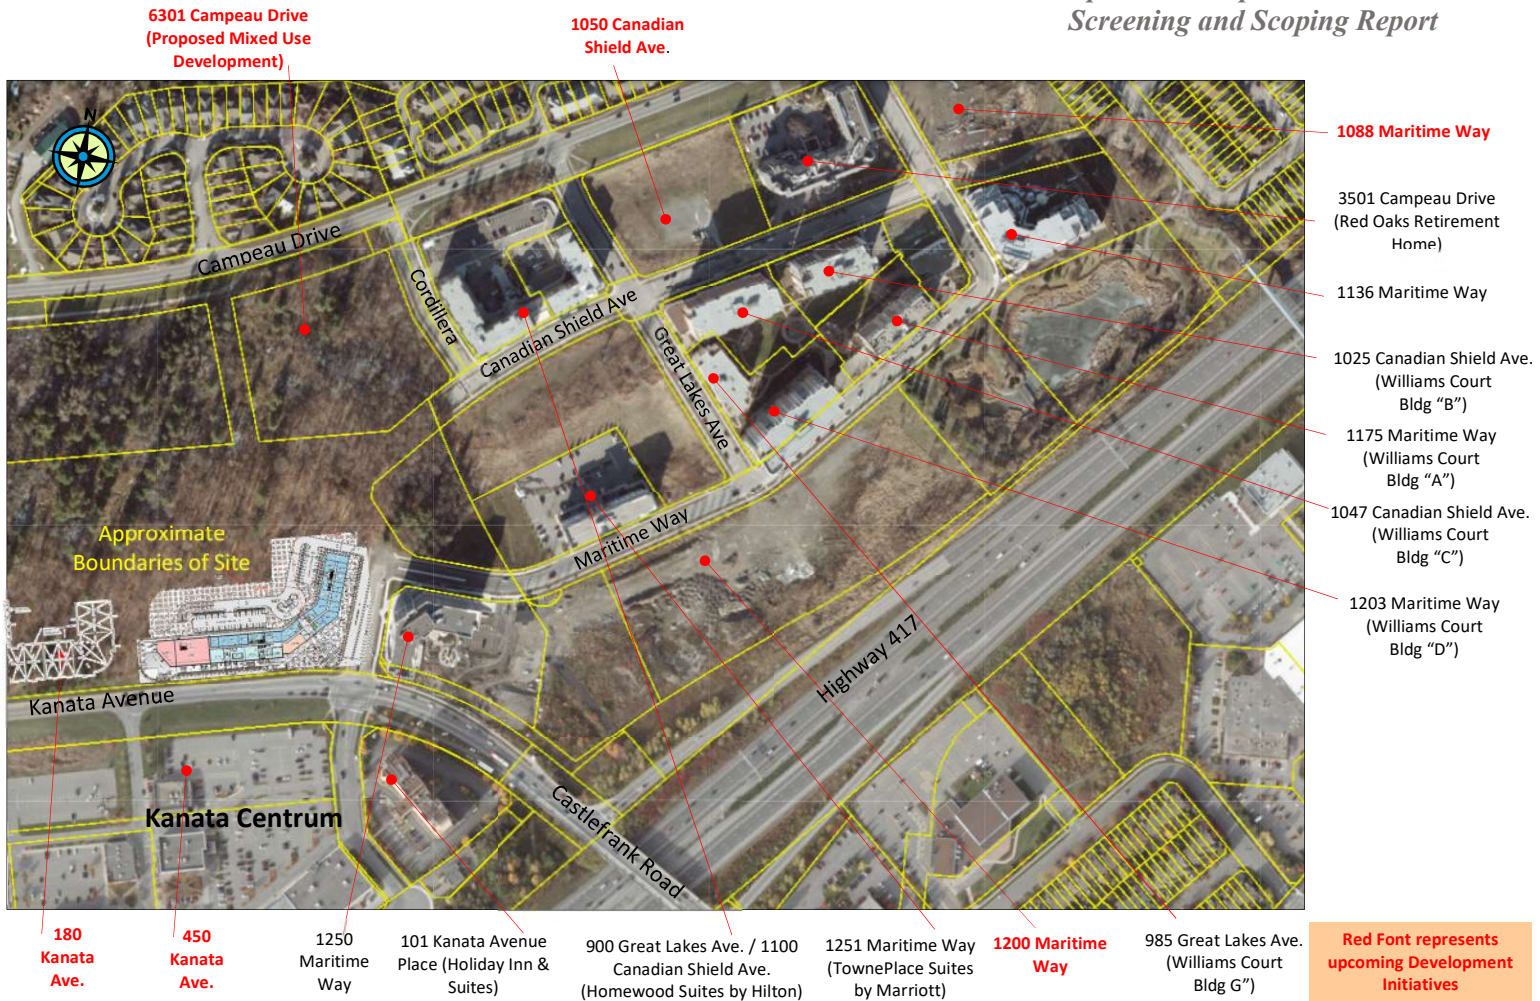 Screening and Scoping Report
6301 Campeau Drive
(Proposed Mixed Use
Development)
1050 Canadian
Shield Ave.
N
1088 Maritime Way
3501 Campeau Drive
(Red Oaks Retirement
Home)
1136 Maritime Way
1025 Canadian Shield Ave.
(Williams Court
Bldg “B”)
1175 Maritime Way
(Williams Court
Bldg “A”)
1047 Canadian Shield Ave.
(Williams Court
Bldg “C”)
1203 Maritime Way
(Williams Court
Bldg “D”)
Campeau Drive
Cordillera
Canadian Shield Ave
Great Lakes Ave
Maritime Way
Approximate
Boundaries of Site
Highway 417
Kanata Avenue
Castlefrank Road
Kanata Centrum
180
Kanata
Ave.
450
Kanata
Ave.
1250
Maritime
Way
101 Kanata Avenue
Place (Holiday Inn &
Suites)
900 Great Lakes Ave. / 1100
Canadian Shield Ave.
(Homewood Suites by Hilton)
1251 Maritime Way
(TownePlace Suites
by Marriott)
1200 Maritime
Way
985 Great Lakes Ave.
(Williams Court
Bldg G”)
Red Font represents
upcoming Development
Initiatives